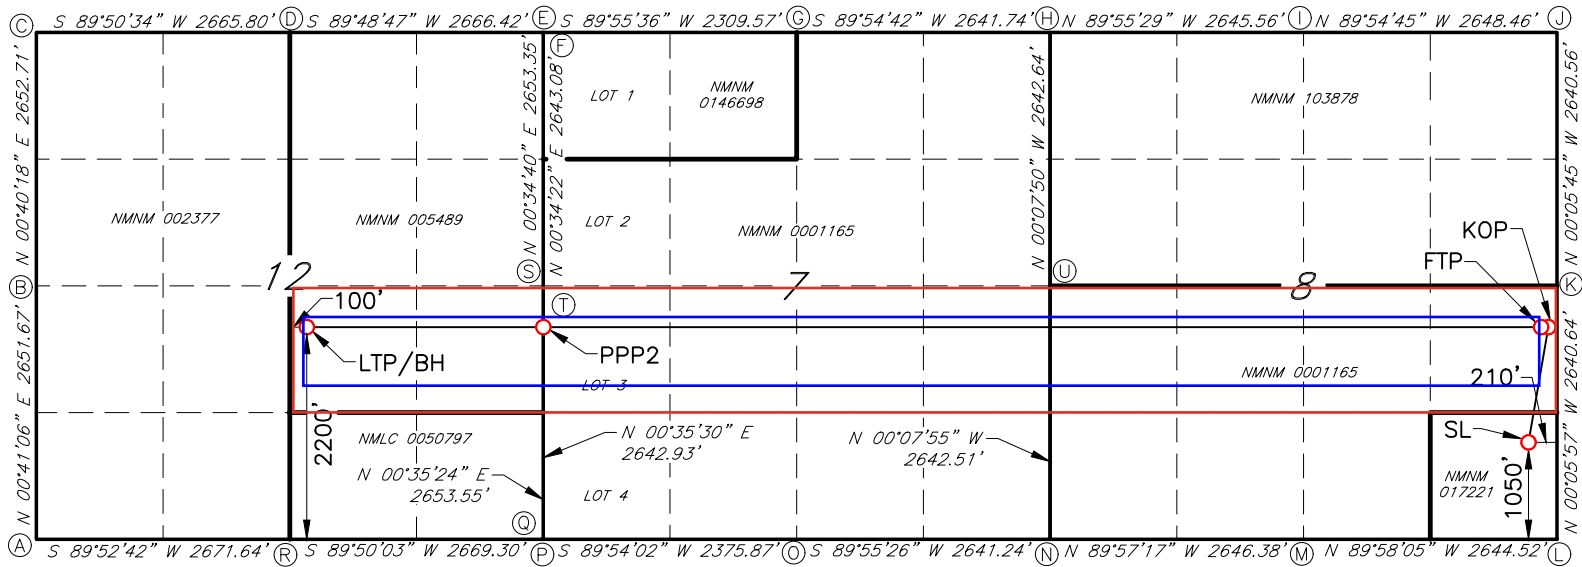 C S 89°50'34" W 2665.80' D S 89°48'47" W 2666.42' E S 89°55'36" W 2309.57' G S 89°54'42" W 2641.74' H N 89°55'29" W 2645.56' I N 89°54'45" W 2648.46' J
F
N 00°40'18" E 2652.71'
N 00°34'40" E 2653.35'
N 00°34'22" E 2643.08'
N 00°07'50" W 2642.64'
N 00°05'45" W 2640.56'
LOT 1
NMNM
0146698
NMNM 103878
NMNM 002377
NMNM 005489
LOT 2
NMNM 0001165
KOP
FTP
B
12
S
7
U
8
K
100'
T
LTP/BH
PPP2
LOT 3
NMNM 0001165
210'
N 00°41'06" E 2651.67'
2200'
N 00°05'57" W 2640.64'
NMLC 0050797
N 00°35'30" E
2642.93'
N 00°07'55" W
2642.51'
SL
N 00°35'24" E
2653.55'
LOT 4
NMNM
017221
1050'
Q
A S 89°52'42" W 2671.64' R S 89°50'03" W 2669.30' P S 89°54'02" W 2375.87' O S 89°55'26" W 2641.24' N N 89°57'17" W 2646.38' M N 89°58'05" W 2644.52' L